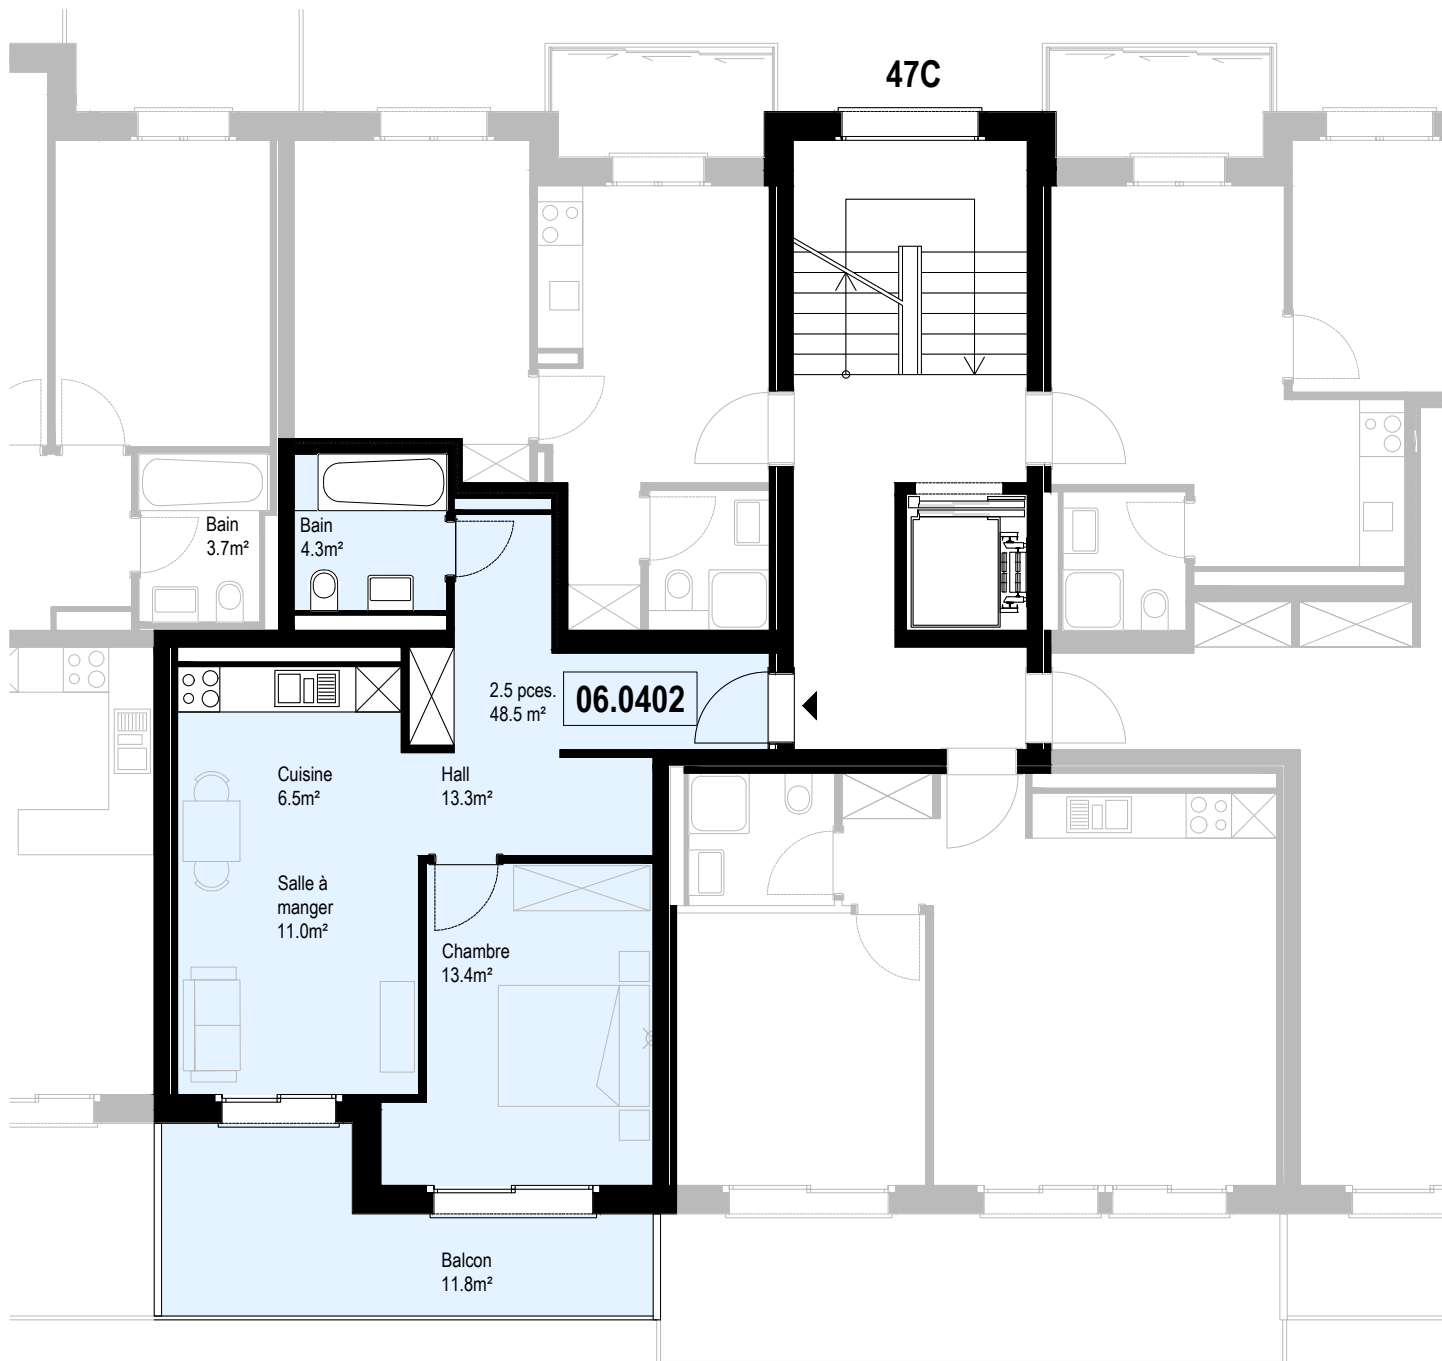 47C
Bain
3.7m²
Bain
4.3m²
2.5 pces.
48.5 m²
06.0402
Cuisine
6.5m²
Hall
13.3m²
Salle à
manger
11.0m²
Chambre
13.4m²
Balcon
11.8m²